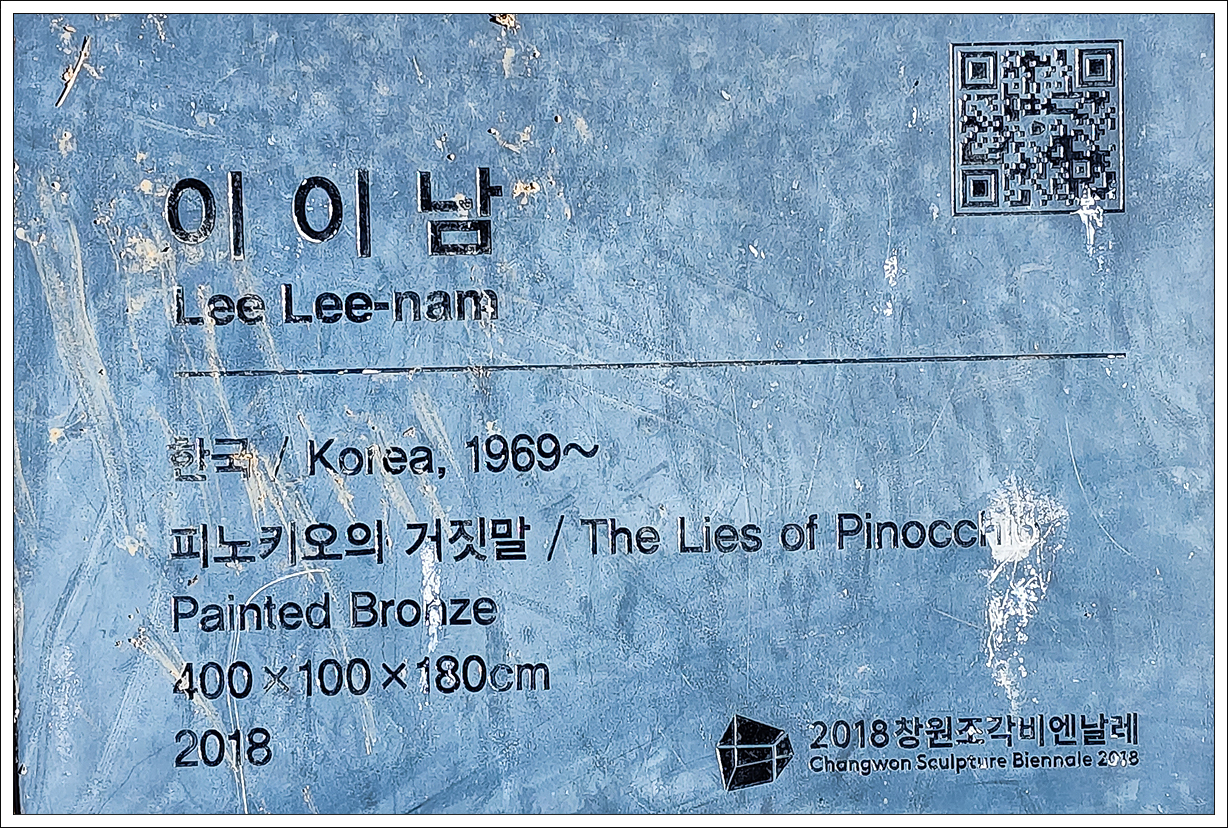 이이남
Lee Lee-nam
한국 / Korea, 1969~
피노키오의 거짓말 / The Lies of Pinocchio
Painted Bronze
400×100×180cm
2018
2018창원조각비엔날레
Changwon Sculpture Biennale 2018